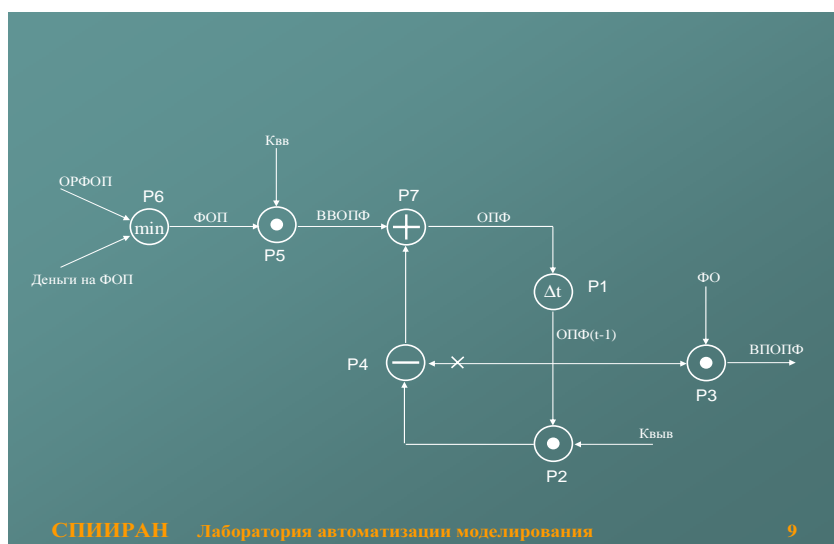 Квв
ОРФОП
P6
P7
min
ФОП
ВВОПФ
ОПФ
P5
Деньги на ФОП
Δt
P1
ФО
ОПФ(t-1)
P4
ВПОПФ
P3
Квыв
P2
СПИИРАН Лаборатория автоматизации моделирования 9